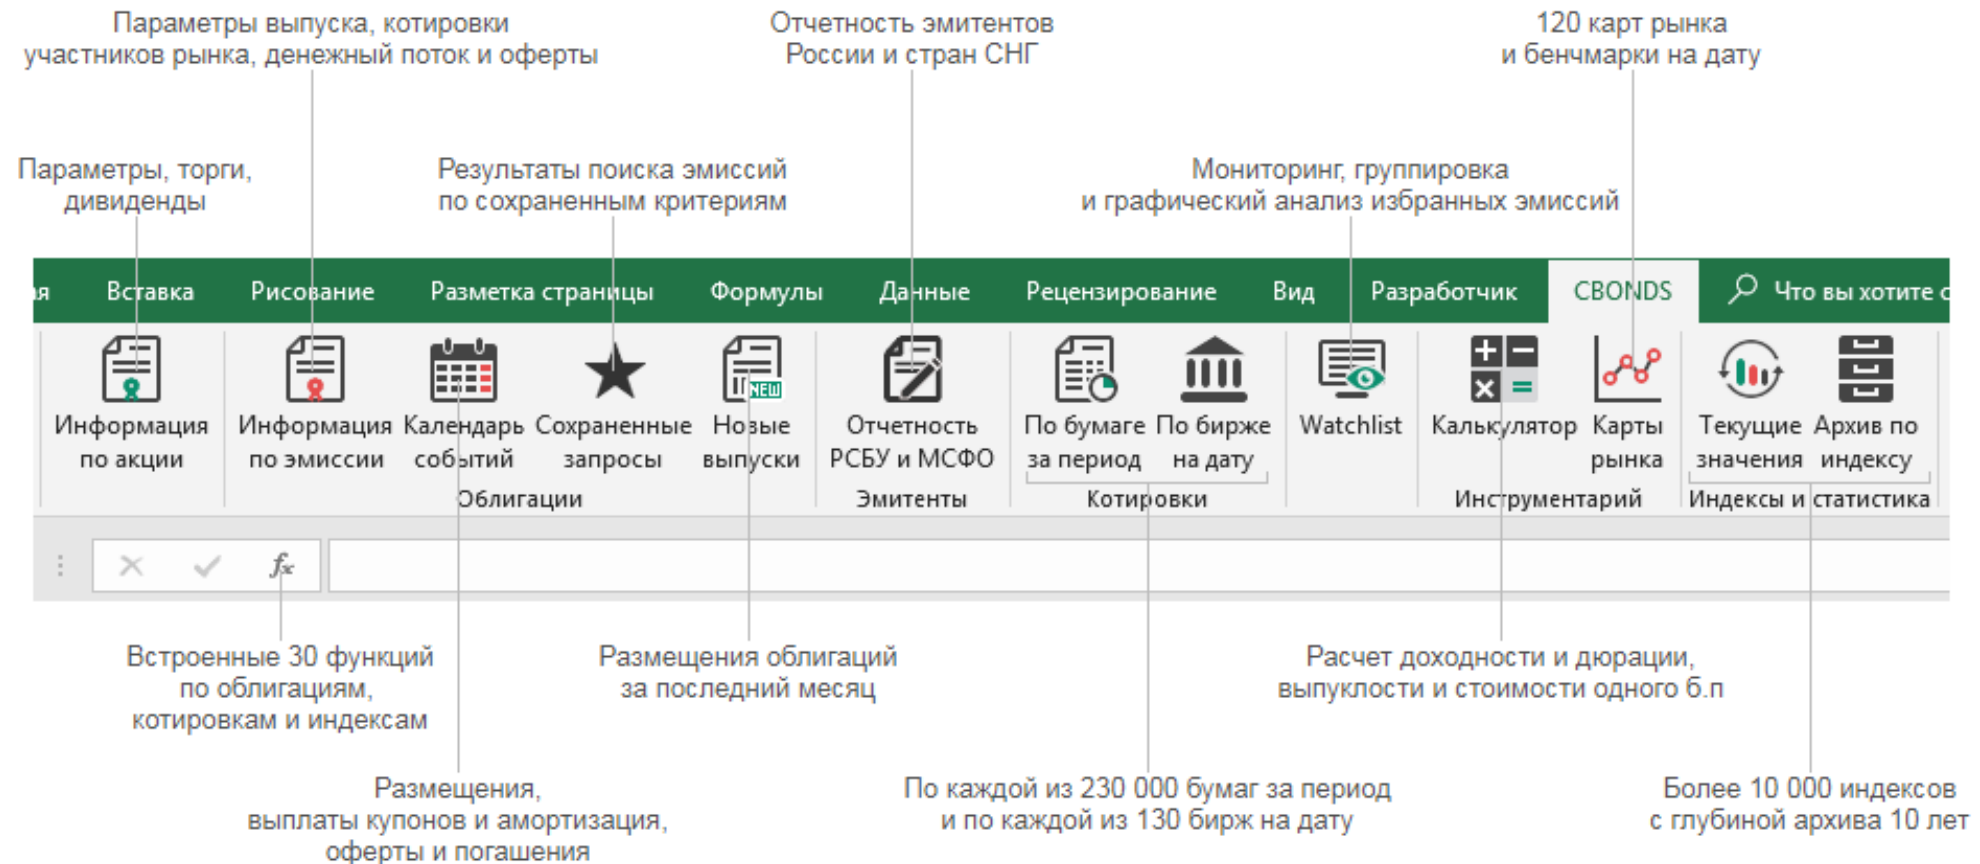 Параметры выпуска, котировки
участников рынка, денежный поток и оферты
Отчетность эмитентов
России и стран СНГ
120 карт рынка
и бенчмарки на дату
Параметры, торги,
дивиденды
Результаты поиска эмиссий
по сохраненным критериям
Мониторинг, группировка
и графический анализ избранных эмиссий
ая Вставка Рисование Разметка страницы Формулы Данные Рецензирование Вид Разработчик CBONDS Что вы хотите с
NEW
Информация
по акции
Информация
по эмиссии
Календарь
событий
Сохраненные
запросы
Новые
выпуски
Облигации
Отчетность
РСБУ и МСФО
Эмитенты
По бумаге
за период
По бирже
на дату
Котировки
Watchlist
Калькулятор
Карты
рынка
Инструментарий
Текущие
значения
Архив по
индексу
Индексы и статистика
fx
Встроенные 30 функций
по облигациям,
котировкам и индексам
Размещения облигаций
за последний месяц
Расчет доходности и дюрации,
выпуклости и стоимости одного б.п
Размещения,
выплаты купонов и амортизация,
оферты и погашения
По каждой из 230 000 бумаг за период
и по каждой из 130 бирж на дату
Более 10 000 индексов
с глубиной архива 10 лет